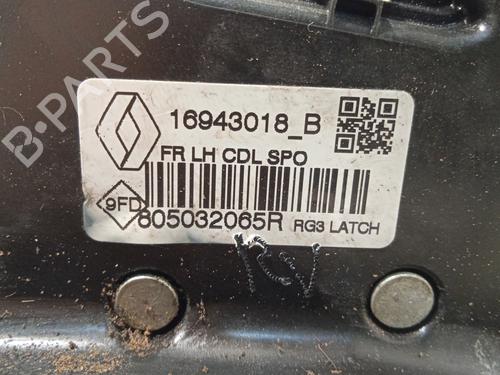 B-PARTS
16943018_B
FR LH CDL SPO
9FD
805032065R RG3 LATCH